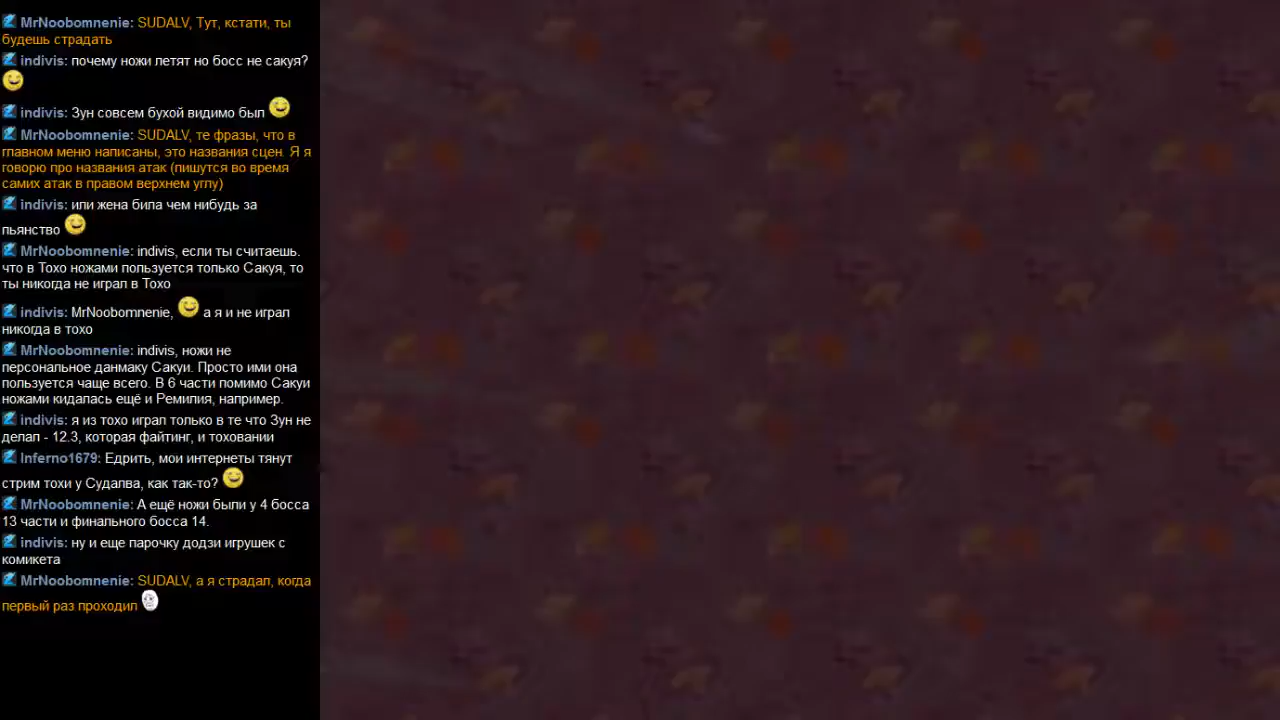 MrNoobomnenie: SUDALV, Тут, кстати, ты
будешь страдать
indivis: почему ножи летят но босс не сакуя?
indivis: Зун совсем бухой видимо был
MrNoobomnenie: SUDALV, те фразы, что в
главном меню написаны, это названия сцен. Я я
говорю про названия атак (пишутся во время
самих атак в правом верхнем углу)
indivis: или жена била чем нибудь за
пьянство
MrNoobomnenie: indivis, если ты считаешь.
что в Тохо ножами пользуется только Сакуя, то
ты никогда не играл в Тохо
indivis: MrNoobomnenie, а я и не играл
никогда в тохо
MrNoobomnenie: indivis, ножи не
персональное данмаку Сакуи. Просто ими она
пользуется чаще всего. В 6 части помимо Сакуи
ножами кидалась ещё и Ремилия, например.
indivis: я из тохо играл только в те что Зун не
делал - 12.3, которая файтинг, и тоховании
Inferno1679: Едрить, мои интернеты тянут
стрим тохи у Судалва, как так-то?
MrNoobomnenie: А ещё ножи были у 4 босса
13 части и финального босса 14.
indivis: ну и еще парочку додзи игрушек с
комикета
MrNoobomnenie: SUDALV, а я страдал, когда
первый раз проходил